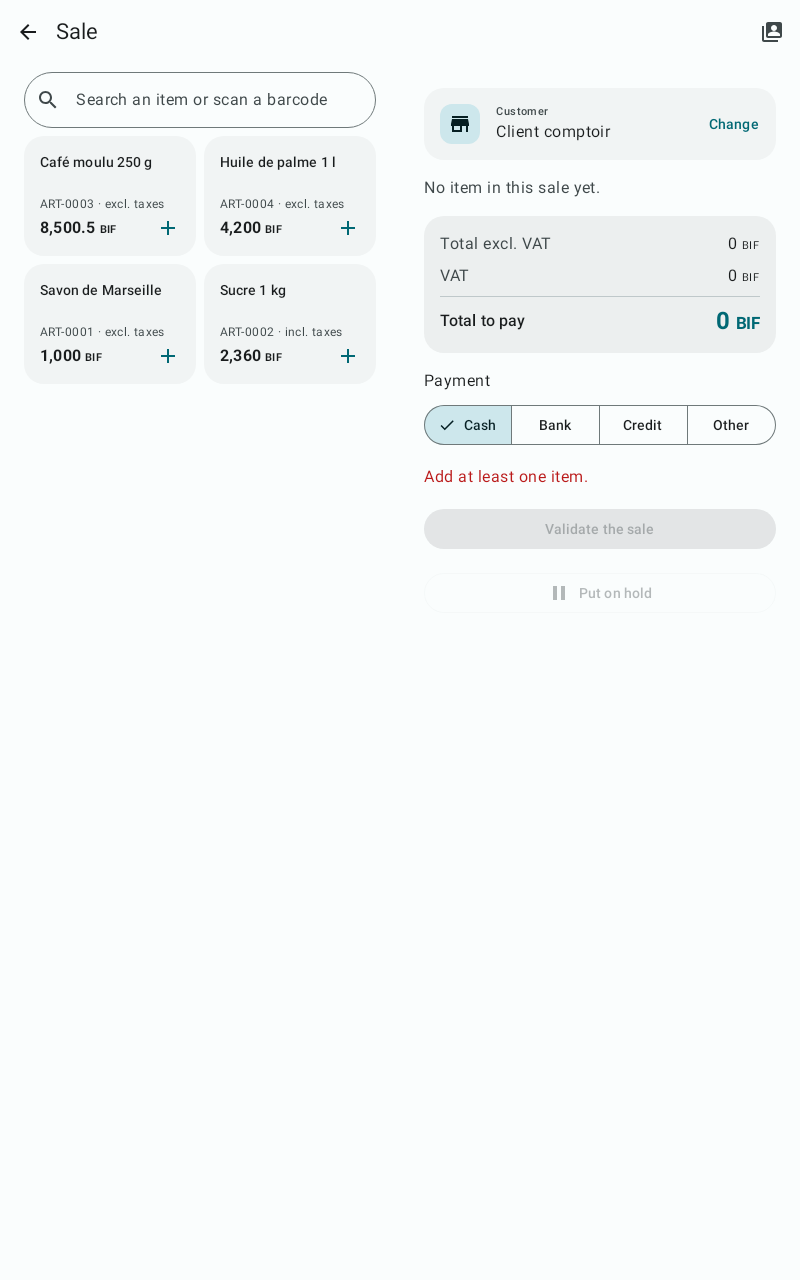 Sale
Search an item or scan a barcode
Café moulu 250 g
ART-0003 · excl. taxes
8,500.5 BIF
Huile de palme 1 l
ART-0004 · excl. taxes
4,200 BIF
Savon de Marseille
ART-0001 · excl. taxes
1,000 BIF
Sucre 1 kg
ART-0002 · incl. taxes
2,360 BIF
Customer
Client comptoir
Change
No item in this sale yet.
Total excl. VAT 0 BIF
VAT 0 BIF
Total to pay 0 BIF
Payment
Cash Bank Credit Other
Add at least one item.
Validate the sale
Put on hold